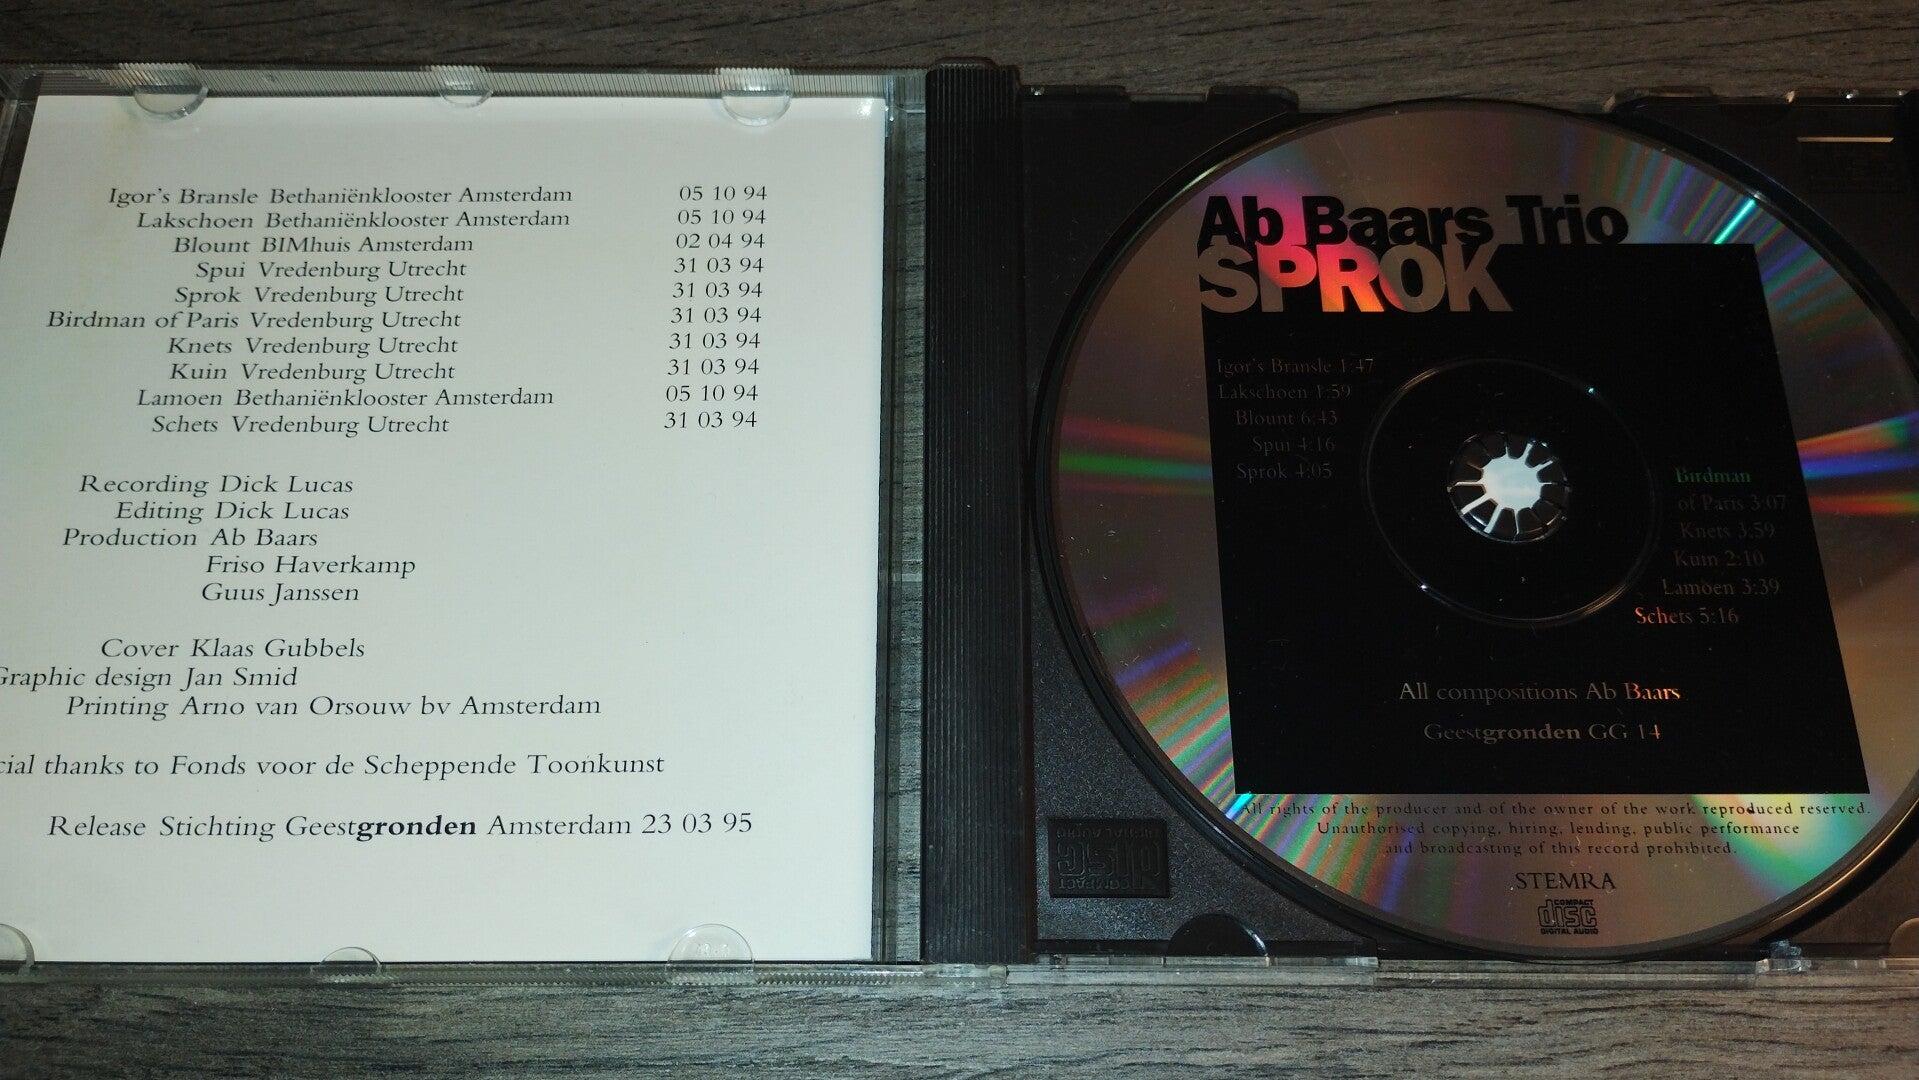 Igor's Bransle Bethaniënklooster Amsterdam 05 10 94
Lakschoen Bethaniënklooster Amsterdam 05 10 94
Blount BIMhuis Amsterdam 02 04 94
Spui Vredenburg Utrecht 31 03 94
Sprok Vredenburg Utrecht 31 03 94
Birdman of Paris Vredenburg Utrecht 31 03 94
Knets Vredenburg Utrecht 31 03 94
Kuin Vredenburg Utrecht 31 03 94
Lamoen Bethaniënklooster Amsterdam 05 10 94
Schets Vredenburg Utrecht 31 03 94
Recording Dick Lucas
Editing Dick Lucas
Production Ab Baars
Friso Haverkamp
Guus Janssen
Cover Klaas Gubbels
Graphic design Jan Smid
Printing Arno van Orsouw bv Amsterdam
cial thanks to Fonds voor de Scheppende Toonkunst
Release Stichting Geestgronden Amsterdam 23 03 95
Ab Baars Trio
SPROK
Igor's Bransle 1:47
Lakschoen 1:59
Blount 6:43
Spui 4:16
Sprok 4:05
Birdman
of Paris 3:07
Knets 3:59
Kuin 2:10
Lamoen 3:39
Schets 5:16
All compositions Ab Baars
Geestgronden GG 14
All rights of the producer and of the owner of the work reproduced reserved.
Unauthorised copying, hiring, lending, public performance
and broadcasting of this record prohibited.
STEMRA
COMPACT
disc
DIGITAL AUDIO
COMPACT
disc
DIGITAL AUDIO